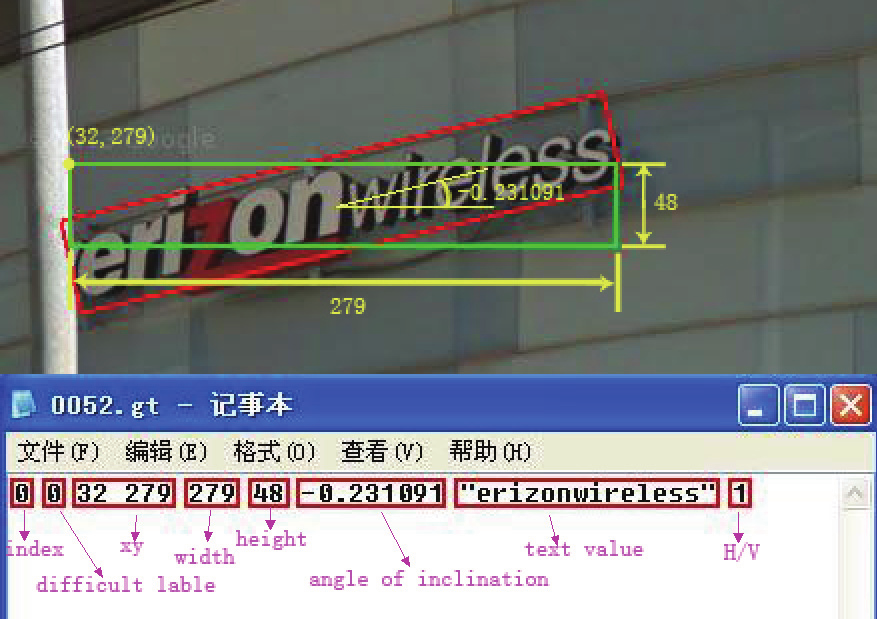 (32,279)
ogle
erizonwireless
-0.231091
48
279
0052.gt - 记事本
文件(F) 编辑(E) 格式(O) 查看(V) 帮助(H)
0 0 32 279 279 48 -0.231091 "erizonwireless" 1
index xy width height text value H/V
difficult lable angle of inclination